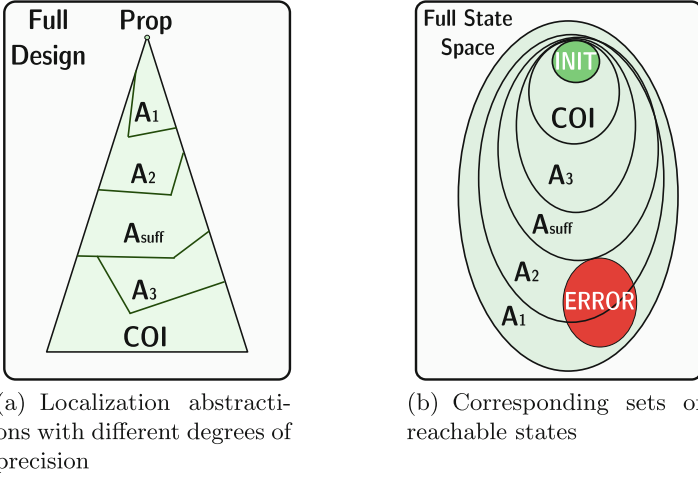 Full
Design
Prop
A1
A2
Asuff
A3
COI
(a) Localization abstracti-
ons with different degrees of
precision
Full State
Space
INIT
COI
A3
Asuff
A2
ERROR
A1
(b) Corresponding sets of
reachable states